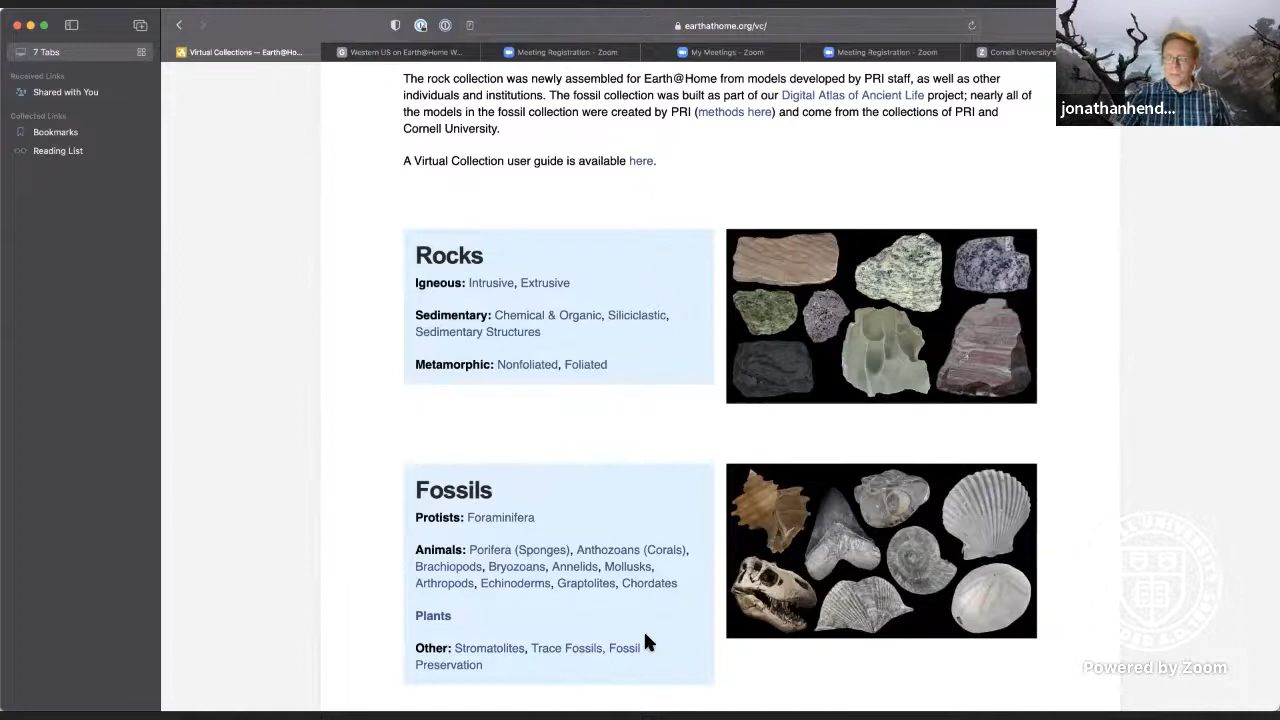 earthathome.org/vc/
7 Tabs
Virtual Collections — Earth@Ho...
Western US on Earth@Home W...
Meeting Registration - Zoom
My Meetings - Zoom
Meeting Registration - Zoom
Cornell University's
Received Links
Shared with You
Collected Links
Bookmarks
Reading List
jonathanhend...
The rock collection was newly assembled for Earth@Home from models developed by PRI staff, as well as other
individuals and institutions. The fossil collection was built as part of our Digital Atlas of Ancient Life project; nearly all of
the models in the fossil collection were created by PRI (methods here) and come from the collections of PRI and
Cornell University.
A Virtual Collection user guide is available here.
Rocks
Igneous: Intrusive, Extrusive
Sedimentary: Chemical & Organic, Siliciclastic,
Sedimentary Structures
Metamorphic: Nonfoliated, Foliated
Fossils
Protists: Foraminifera
Animals: Porifera (Sponges), Anthozoans (Corals),
Brachiopods, Bryozoans, Annelids, Mollusks,
Arthropods, Echinoderms, Graptolites, Chordates
Plants
Other: Stromatolites, Trace Fossils, Fossil
Preservation
Powered by Zoom